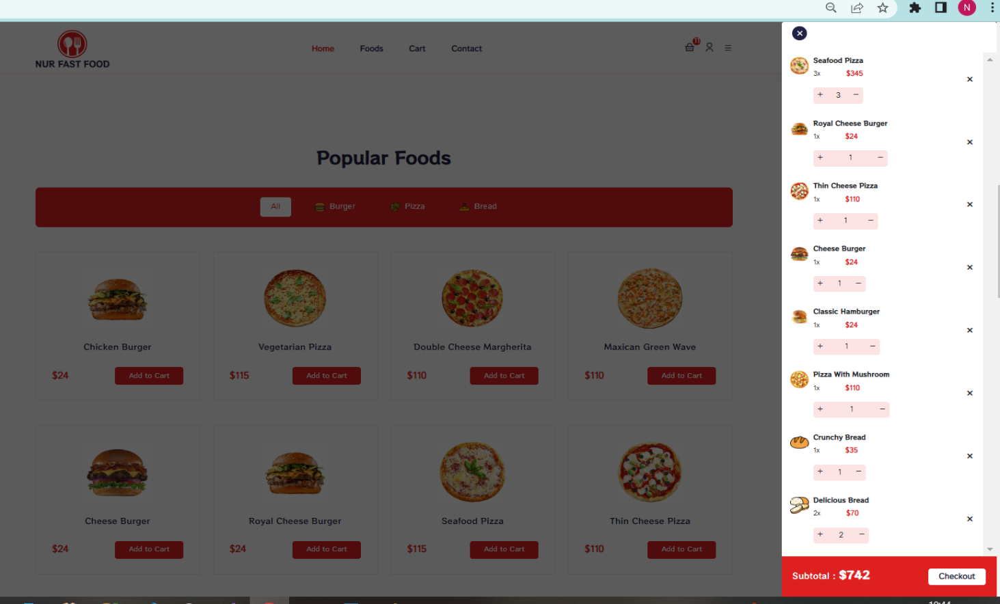 N
NUR FAST FOOD
Home
Foods
Cart
Contact
11
Popular Foods
All
Burger
Pizza
Bread
Chicken Burger
$24
Add to Cart
Vegetarian Pizza
$115
Add to Cart
Double Cheese Margherita
$110
Add to Cart
Maxican Green Wave
$110
Add to Cart
Cheese Burger
$24
Add to Cart
Royal Cheese Burger
$24
Add to Cart
Seafood Pizza
$115
Add to Cart
Thin Cheese Pizza
$110
Add to Cart
Seafood Pizza
3x $345
+ 3 −
Royal Cheese Burger
1x $24
+ 1 −
Thin Cheese Pizza
1x $110
+ 1 −
Cheese Burger
1x $24
+ 1 −
Classic Hamburger
1x $24
+ 1 −
Pizza With Mushroom
1x $110
+ 1 −
Crunchy Bread
1x $35
+ 1 −
Delicious Bread
2x $70
+ 2 −
Subtotal : $742
Checkout